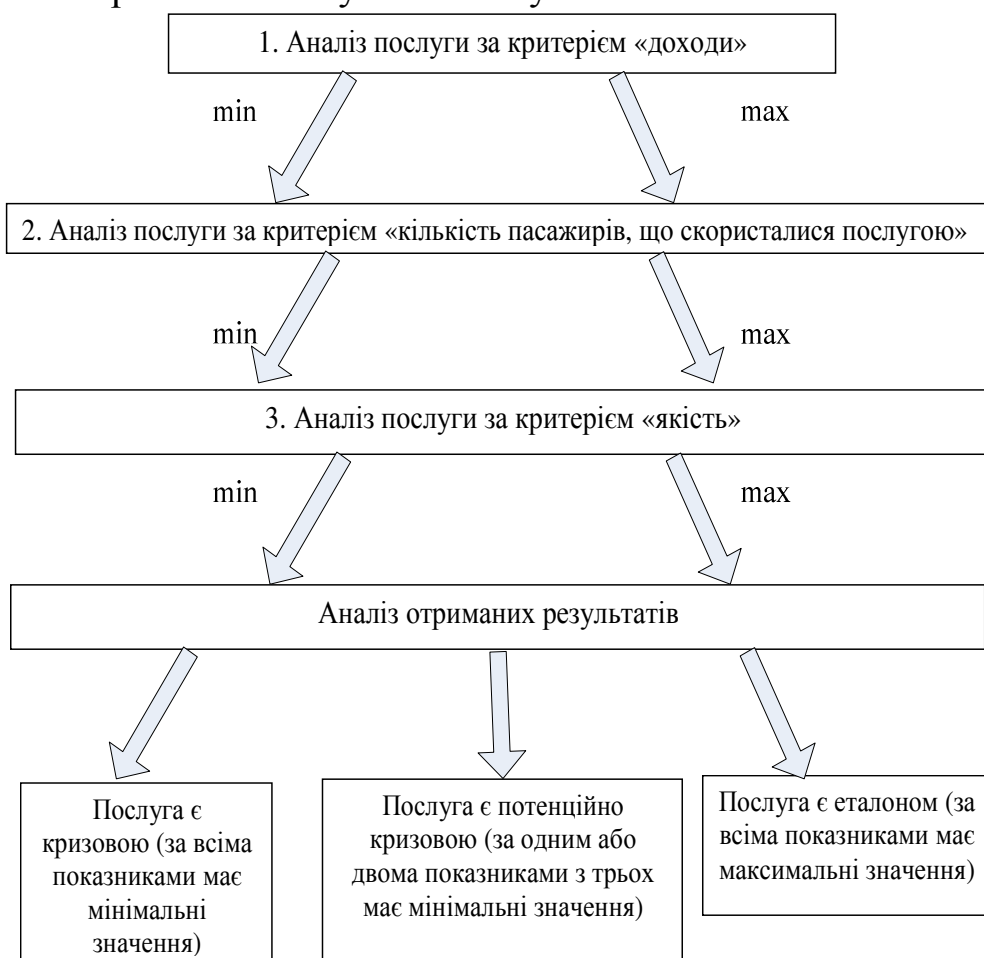 1. Аналіз послуги за критерієм «доходи»
min
max
2. Аналіз послуги за критерієм «кількість пасажирів, що скористалися послугою»
min
max
3. Аналіз послуги за критерієм «якість»
min
max
Аналіз отриманих результатів
Послуга є
кризовою (за всіма
показниками має
мінімальні
значення)
Послуга є потенційно
кризовою (за одним або
двома показниками з трьох
має мінімальні значення)
Послуга є еталоном (за
всіма показниками має
максимальні значення)